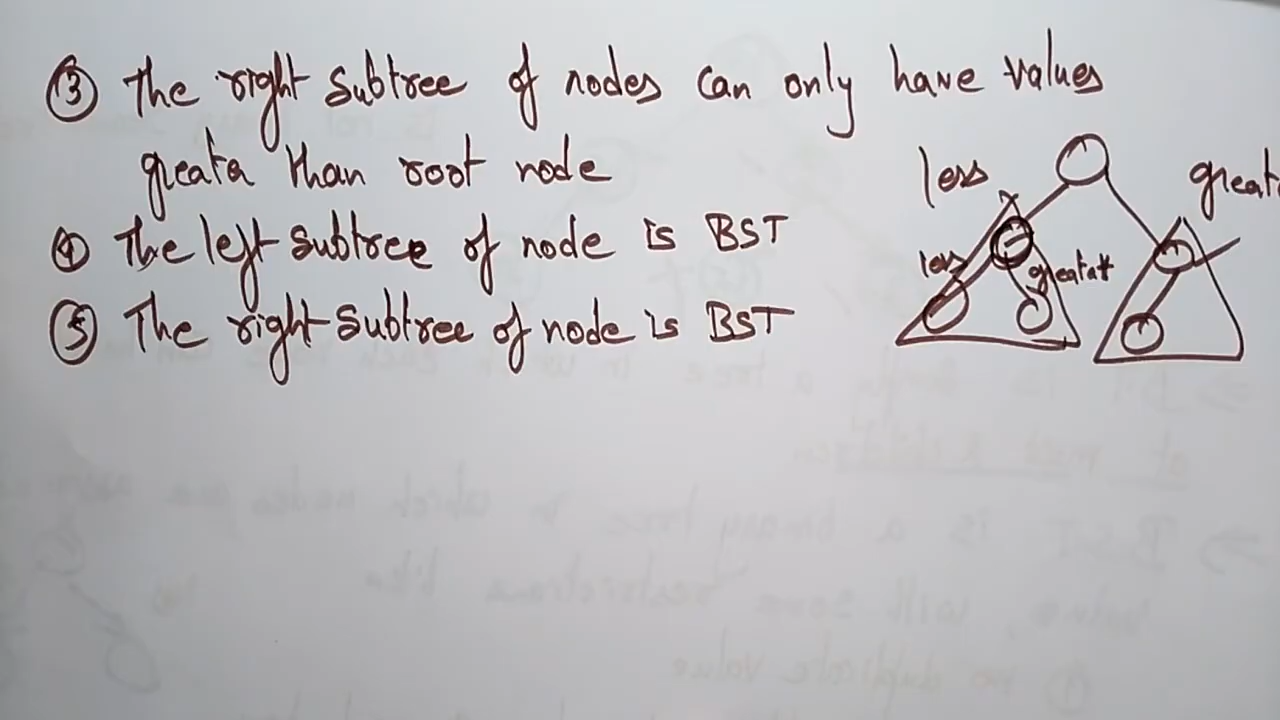 ③ The right subtree of nodes can only have values
greater than root node
④ The left subtree of node is BST
⑤ The right subtree of node is BST
less
great
less
greater